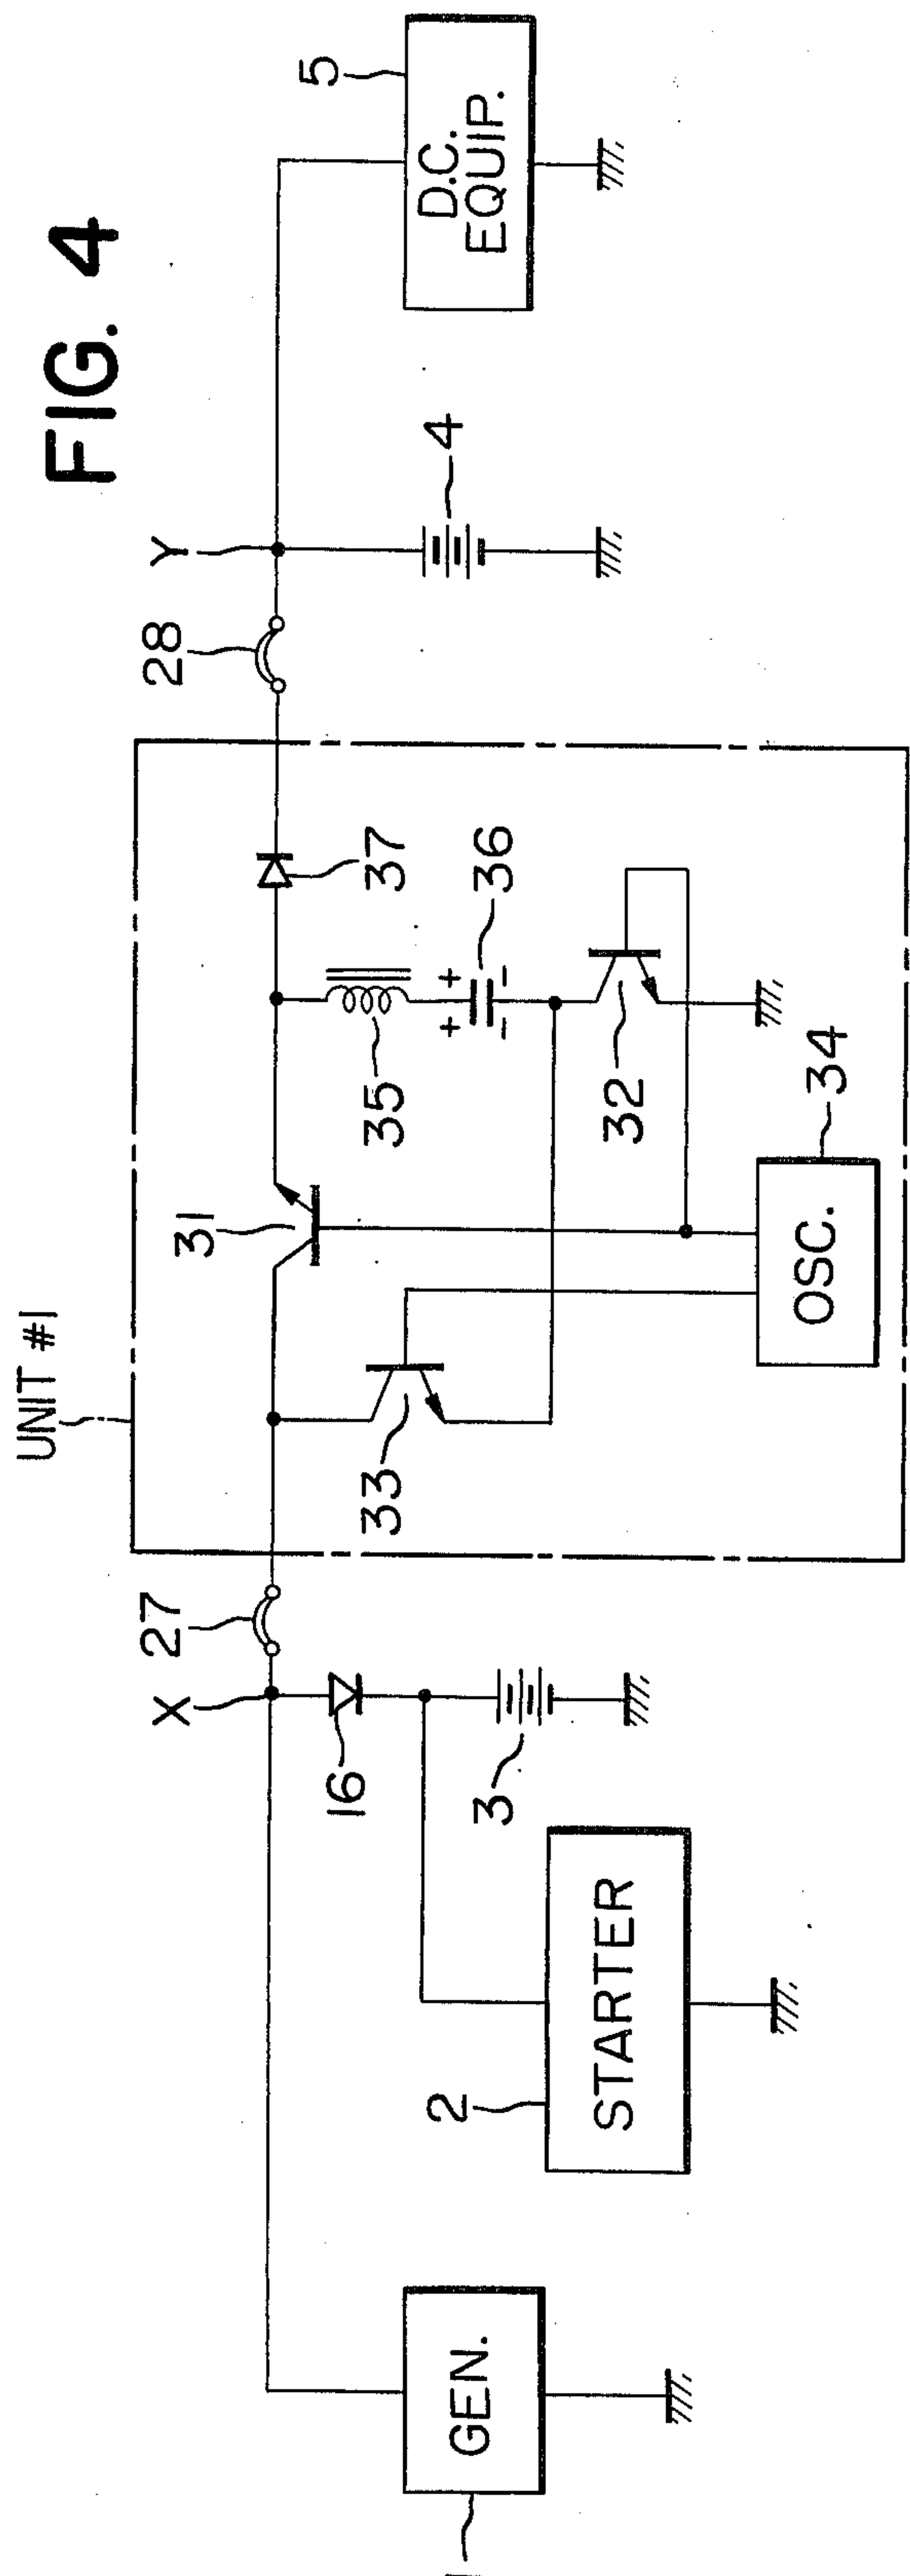 FIG. 4
UNIT #1
X
27
31
28
Y
5
16
33
35
37
4
D.C.
EQUIP.
3
+ +
- -
36
32
2
STARTER
GEN.
OSC.
34